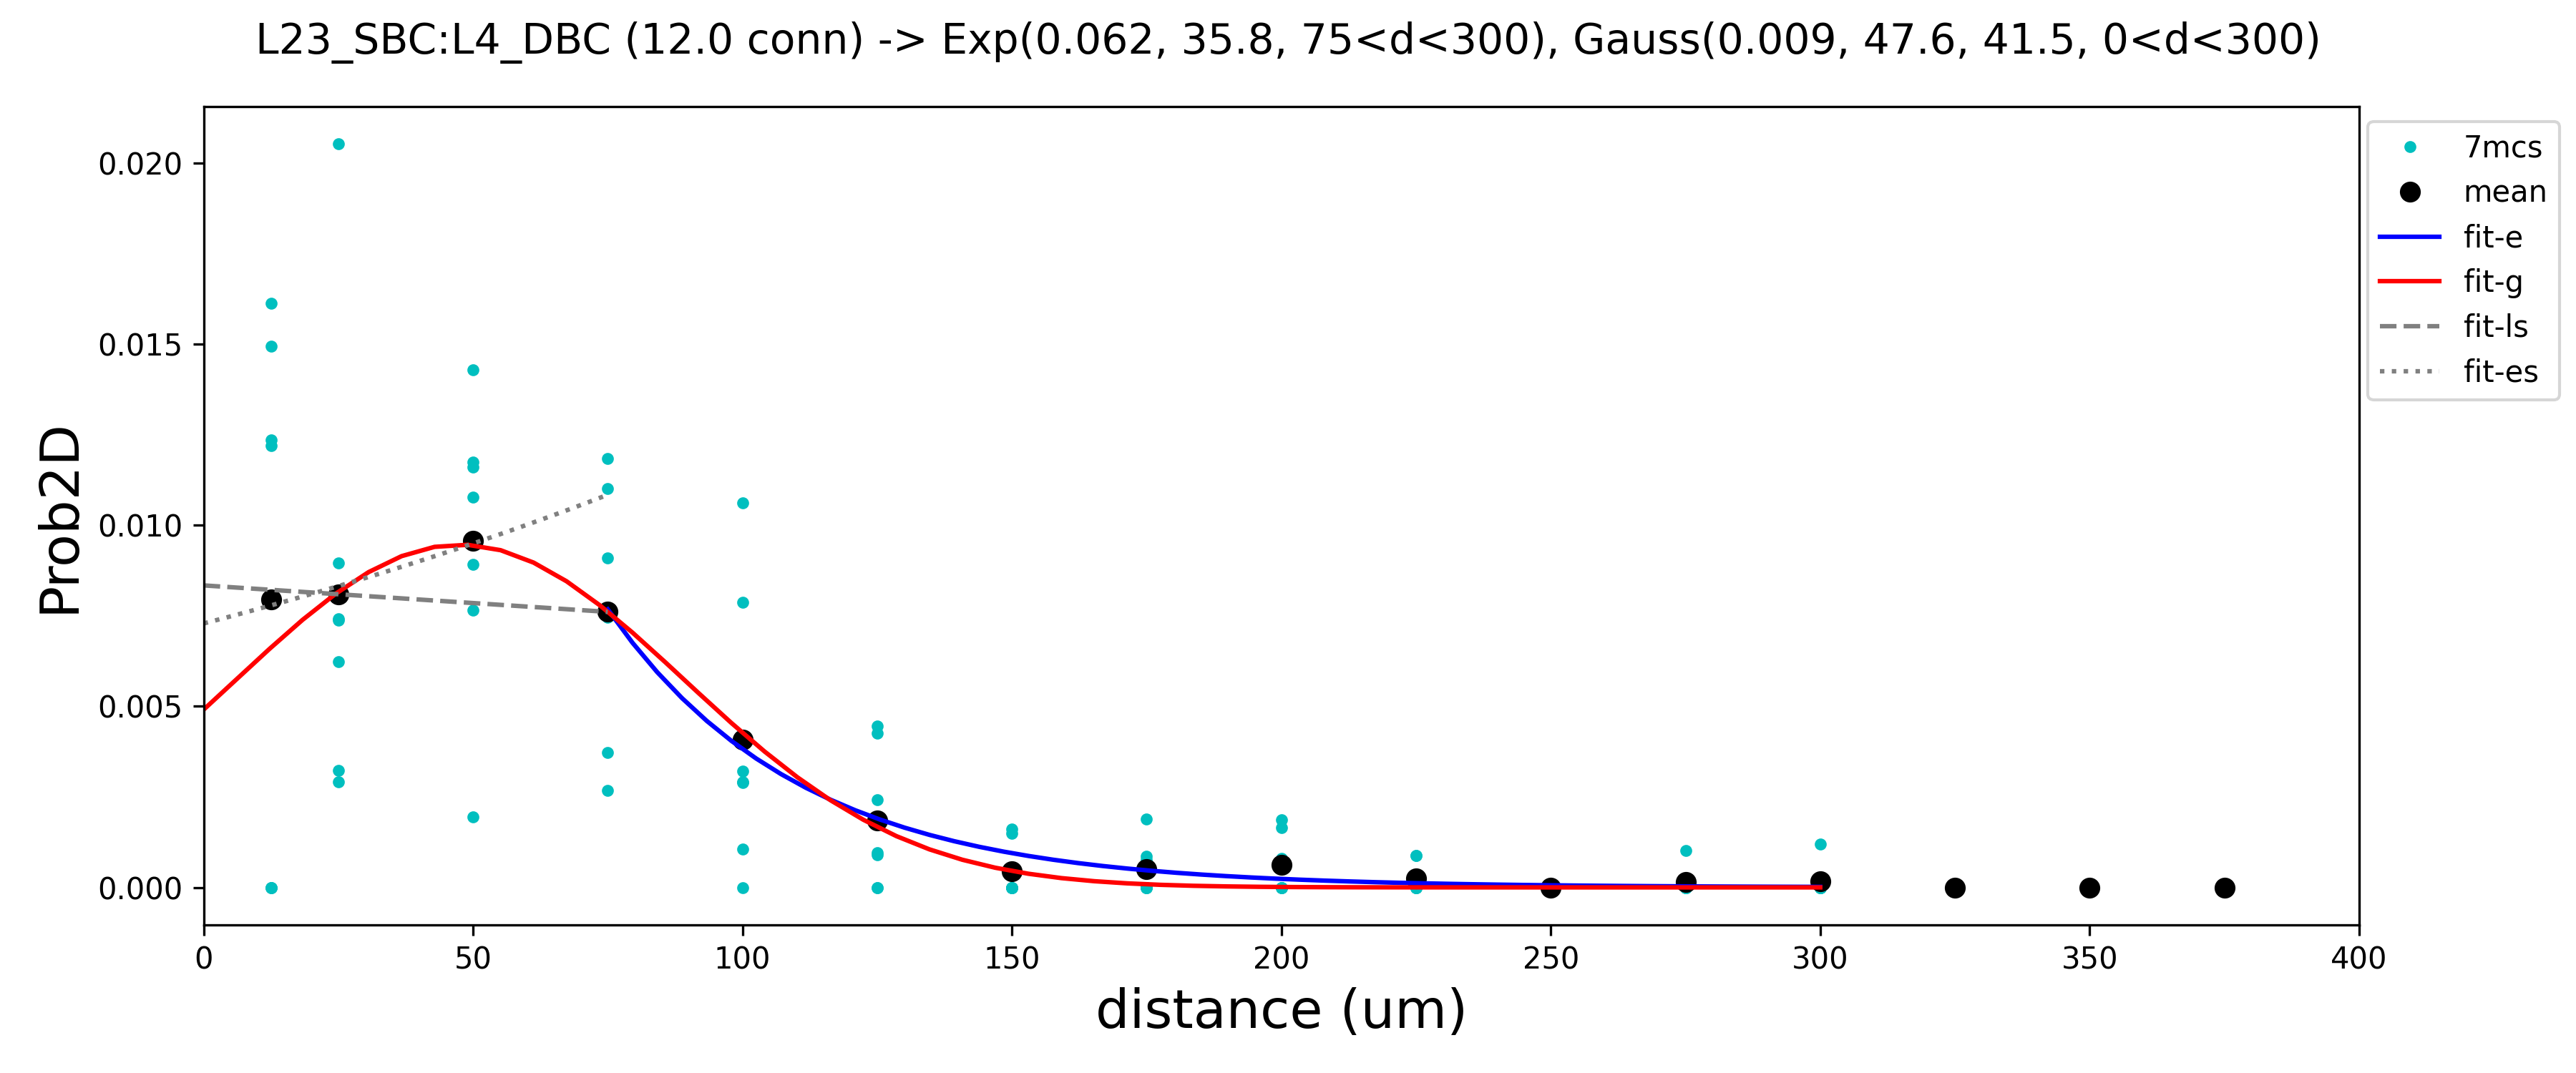 L23_SBC:L4_DBC (12.0 conn) -> Exp(0.062, 35.8, 75<d<300), Gauss(0.009, 47.6, 41.5, 0<d<300)
0.020
0.015
0.010
0.005
0.000
Prob2D
0 50 100 150 200 250 300 350 400
distance (um)
7mcs
mean
fit-e
fit-g
fit-ls
fit-es